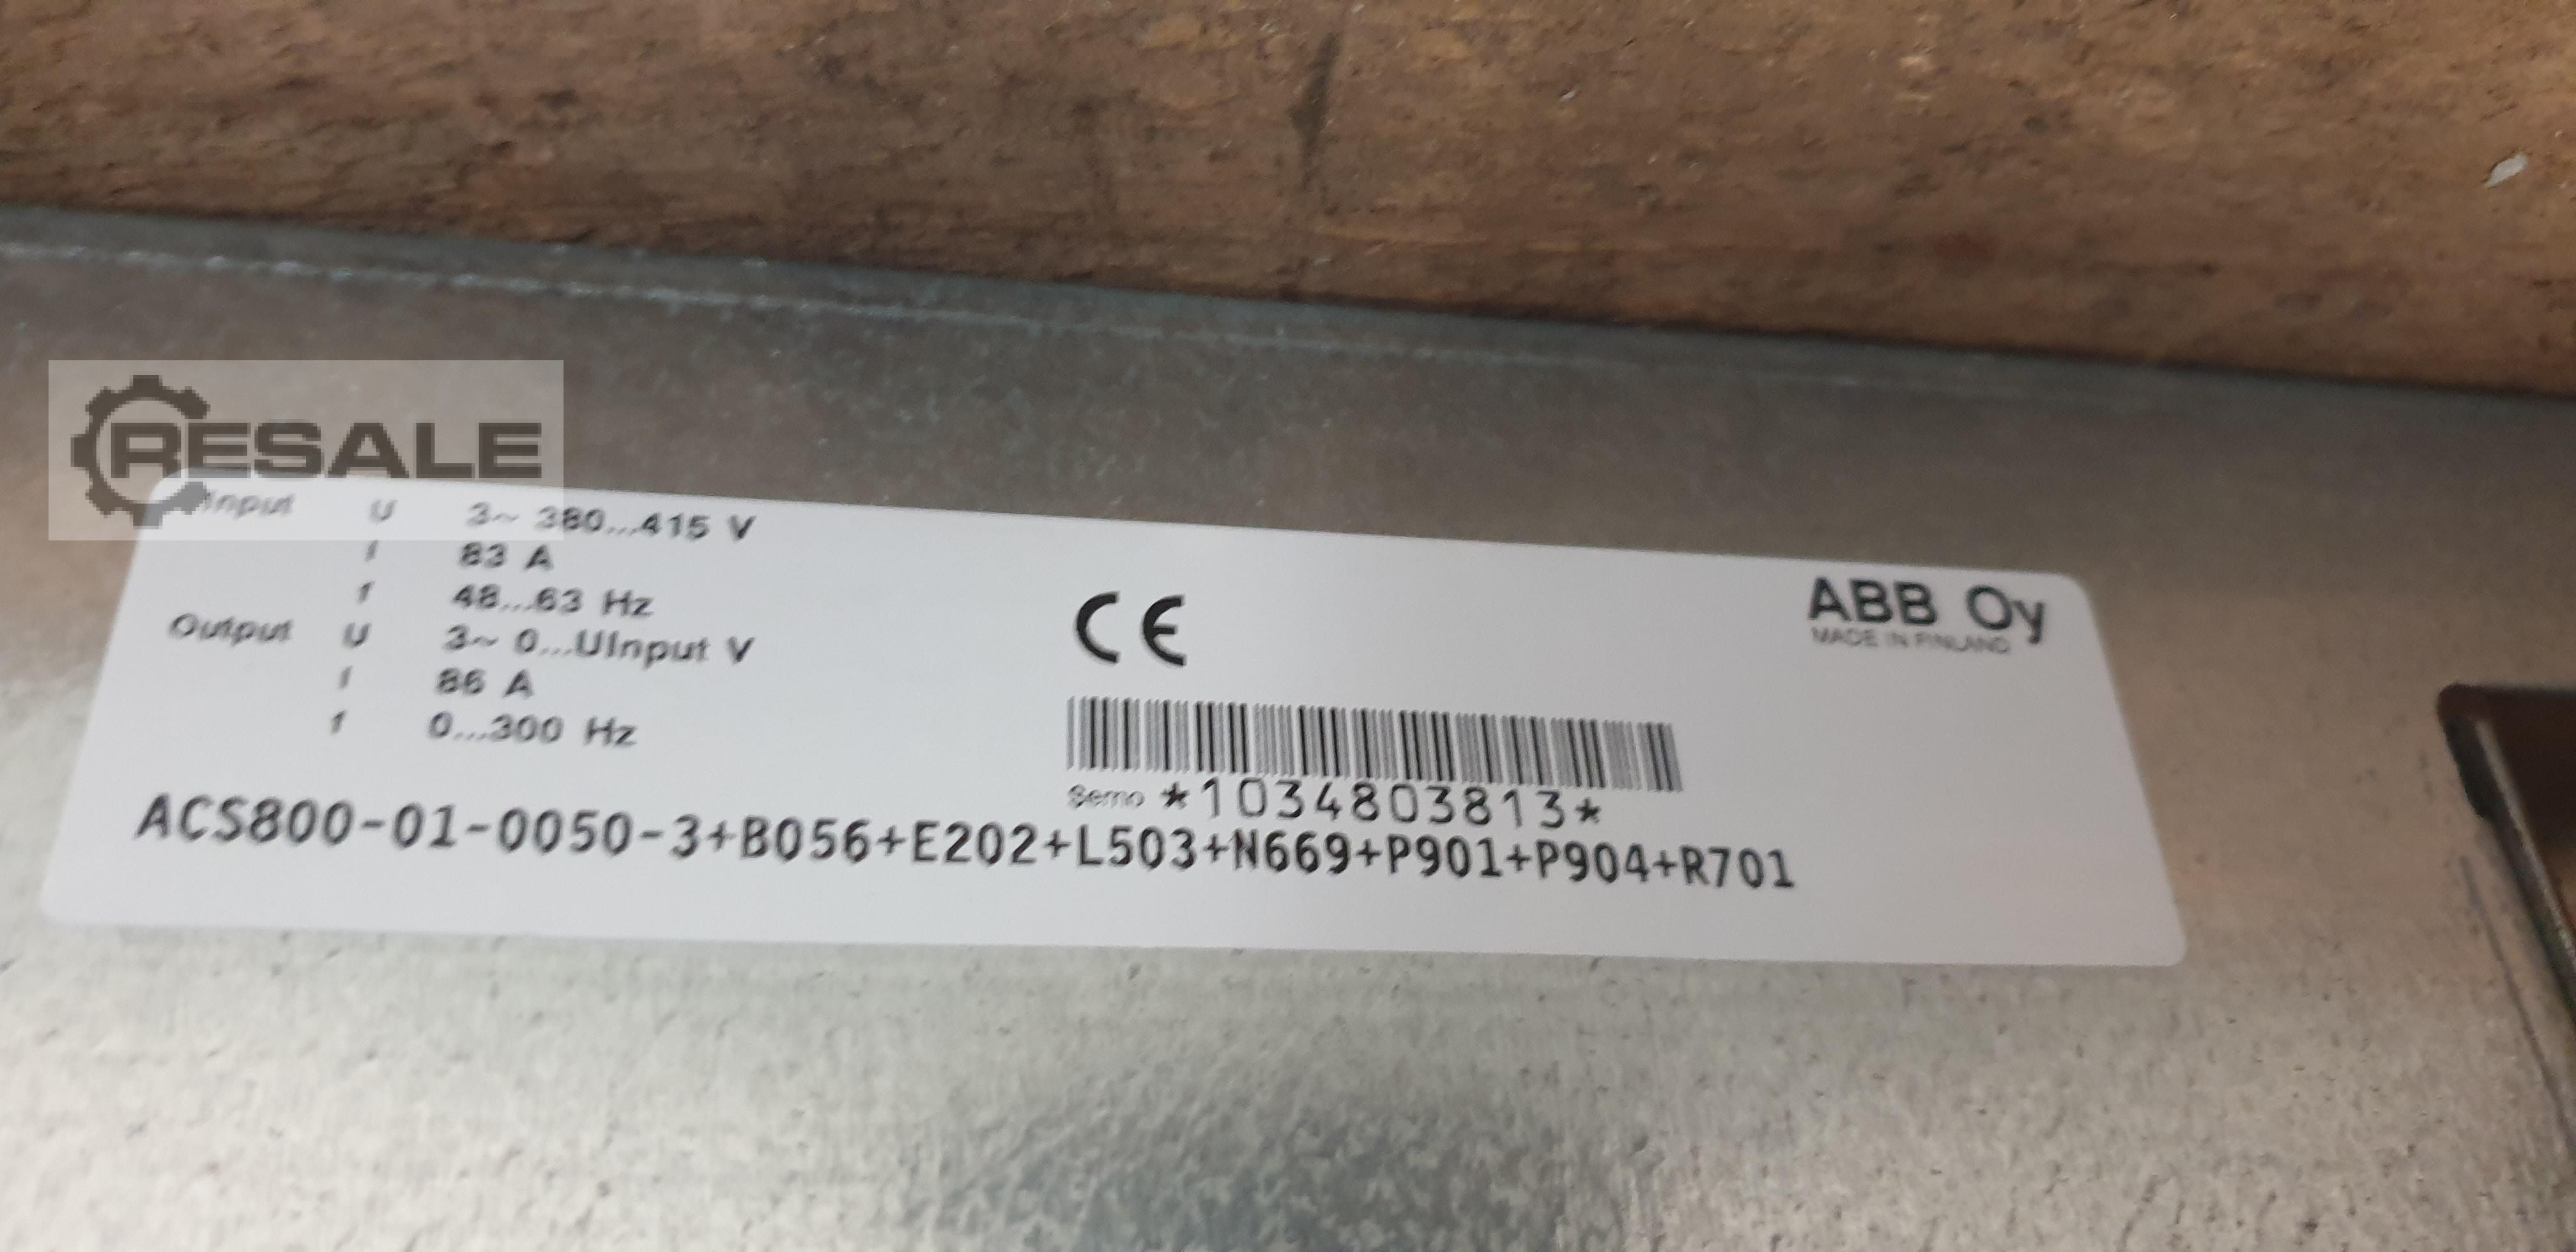 RESALE
Input U 3~ 380...415 V
I 83 A
f 48...63 Hz
Output U 3~ 0...UInput V
I 86 A
f 0...300 Hz
CE
ABB Oy
MADE IN FINLAND
Serno *1034803813*
ACS800-01-0050-3+B056+E202+L503+N669+P901+P904+R701